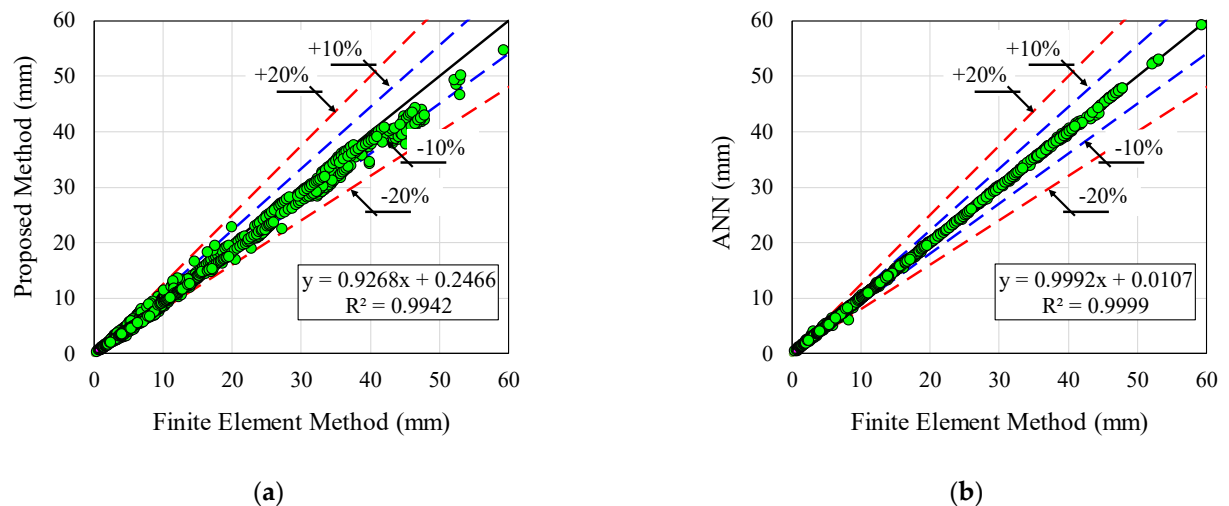 60
50
40
30
20
10
0
Proposed Method (mm)
+10%
+20%
-10%
-20%
y = 0.9268x + 0.2466
R² = 0.9942
0 10 20 30 40 50 60
Finite Element Method (mm)
(a)
60
50
40
30
20
10
0
ANN (mm)
+10%
+20%
-10%
-20%
y = 0.9992x + 0.0107
R² = 0.9999
0 10 20 30 40 50 60
Finite Element Method (mm)
(b)